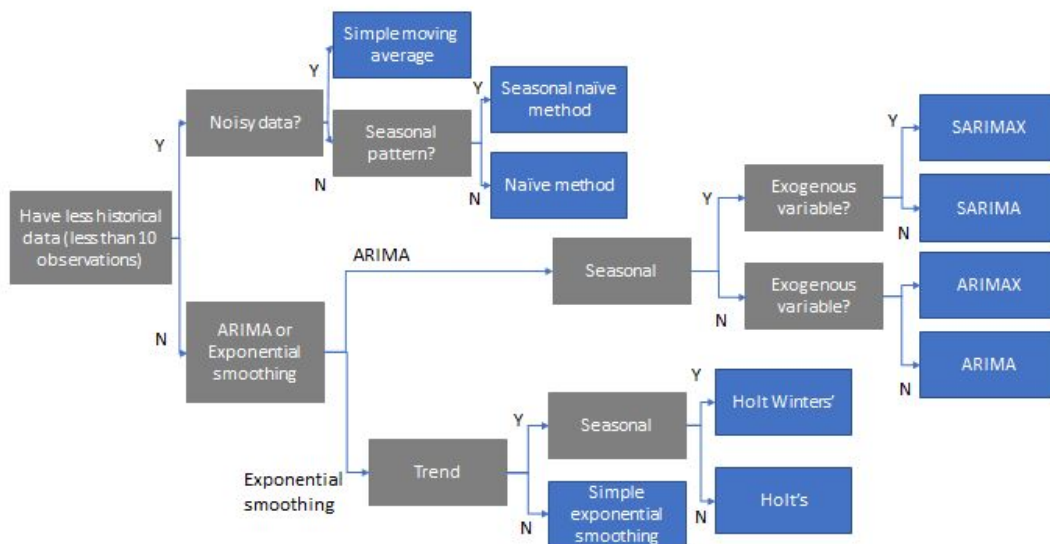 Simple moving
average
Y
Y
Seasonal naïve
method
Noisy data?
Seasonal
pattern?
Y
N
N
Naïve method
Have less historical
data (less than 10
observations)
N
ARIMA or
Exponential
smoothing
ARIMA
Seasonal
Y
Exogenous
variable?
Y
SARIMAX
N
SARIMA
N
Exogenous
variable?
Y
ARIMAX
N
ARIMA
Exponential
smoothing
Trend
Y
Seasonal
Y
Holt Winters’
N
Holt’s
N
Simple
exponential
smoothing